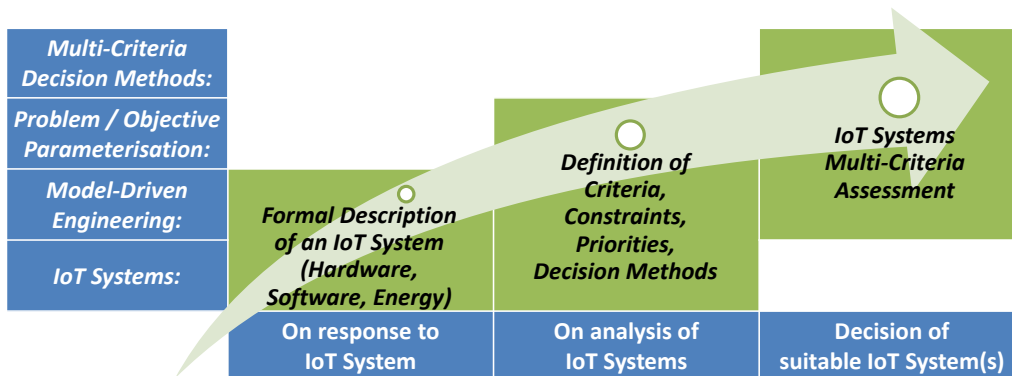 Multi-Criteria
Decision Methods:
Problem / Objective
Parameterisation:
Model-Driven
Engineering:
IoT Systems:
Formal Description
of an IoT System
(Hardware,
Software, Energy)
Definition of
Criteria,
Constraints,
Priorities,
Decision Methods
IoT Systems
Multi-Criteria
Assessment
On response to
IoT System
On analysis of
IoT Systems
Decision of
suitable IoT System(s)